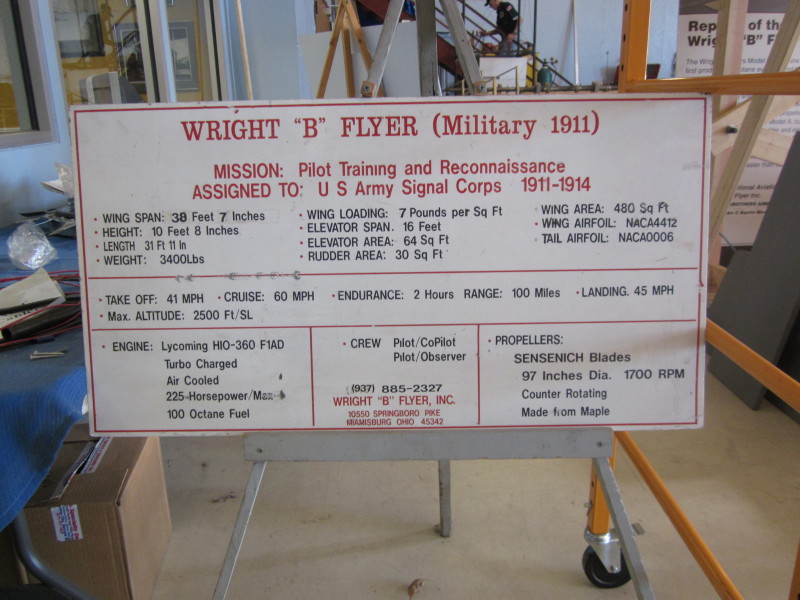 WRIGHT "B" FLYER (Military 1911)
MISSION: Pilot Training and Reconnaissance
ASSIGNED TO: U S Army Signal Corps 1911-1914
• WING SPAN: 38 Feet 7 Inches
• HEIGHT: 10 Feet 8 Inches
• LENGTH 31 Ft 11 In
• WEIGHT: 3400Lbs
• WING LOADING: 7 Pounds per Sq Ft
• ELEVATOR SPAN. 16 Feet
• ELEVATOR AREA: 64 Sq Ft
• RUDDER AREA: 30 Sq Ft
• WING AREA: 480 Sq Ft
• WING AIRFOIL: NACA4412
• TAIL AIRFOIL: NACA0006
• TAKE OFF: 41 MPH • CRUISE: 60 MPH • ENDURANCE: 2 Hours RANGE: 100 Miles • LANDING. 45 MPH
• Max. ALTITUDE: 2500 Ft/SL
• ENGINE: Lycoming HIO-360 F1AD
Turbo Charged
Air Cooled
225 Horsepower/Max
100 Octane Fuel
• CREW Pilot/CoPilot
Pilot/Observer
(937) 885-2327
WRIGHT "B" FLYER, INC.
10550 SPRINGBORO PIKE
MIAMISBURG OHIO 45342
• PROPELLERS:
SENSENICH Blades
97 Inches Dia. 1700 RPM
Counter Rotating
Made from Maple
of the
"B" F